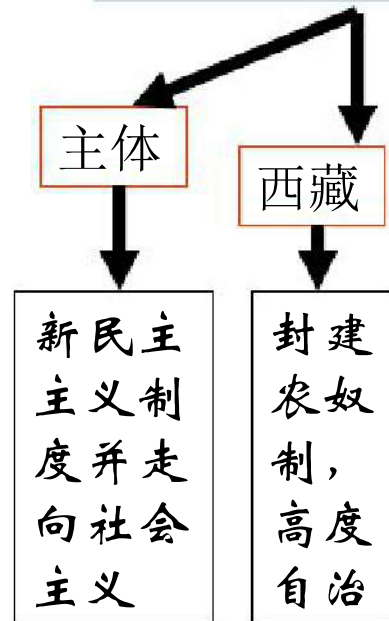 主体
西藏
新民主
主义制
度并走
向社会
主义
封建
农奴
制，
高度
自治